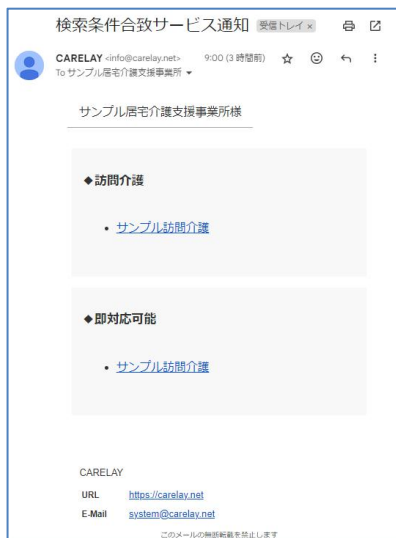 検索条件合致サービス通知 受信トレイ ×
CARELAY <info@carelay.net> 9:00 (3 時間前)
To サンプル居宅介護支援事業所
サンプル居宅介護支援事業所様
◆訪問介護
• サンプル訪問介護
◆即対応可能
• サンプル訪問介護
CARELAY
URL https://carelay.net
E-Mail system@carelay.net
このメールの無断転載を禁止します